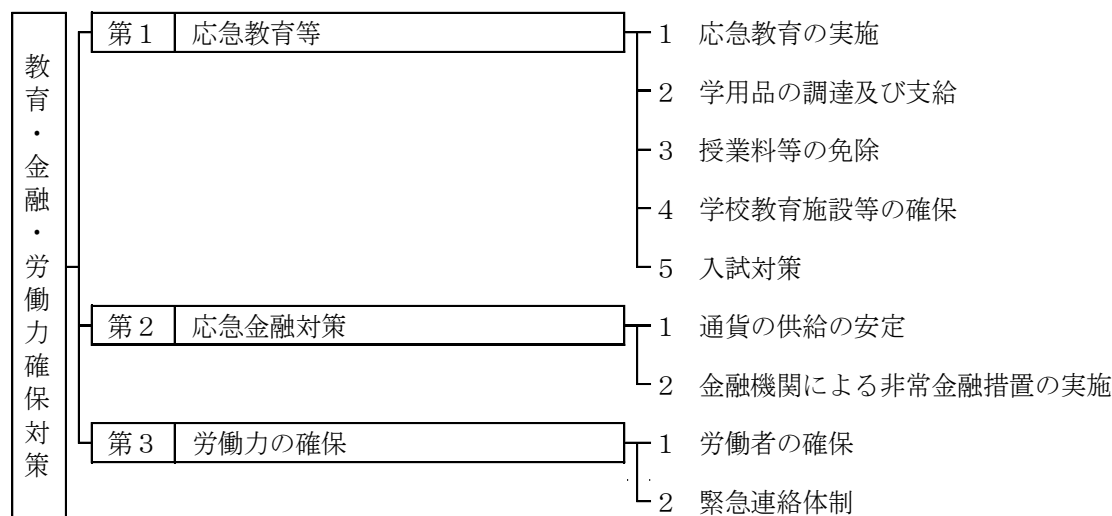 教育・金融・労働力確保対策
第１ 応急教育等
１ 応急教育の実施
２ 学用品の調達及び支給
３ 授業料等の免除
４ 学校教育施設等の確保
５ 入試対策
第２ 応急金融対策
１ 通貨の供給の安定
２ 金融機関による非常金融措置の実施
第３ 労働力の確保
１ 労働者の確保
２ 緊急連絡体制